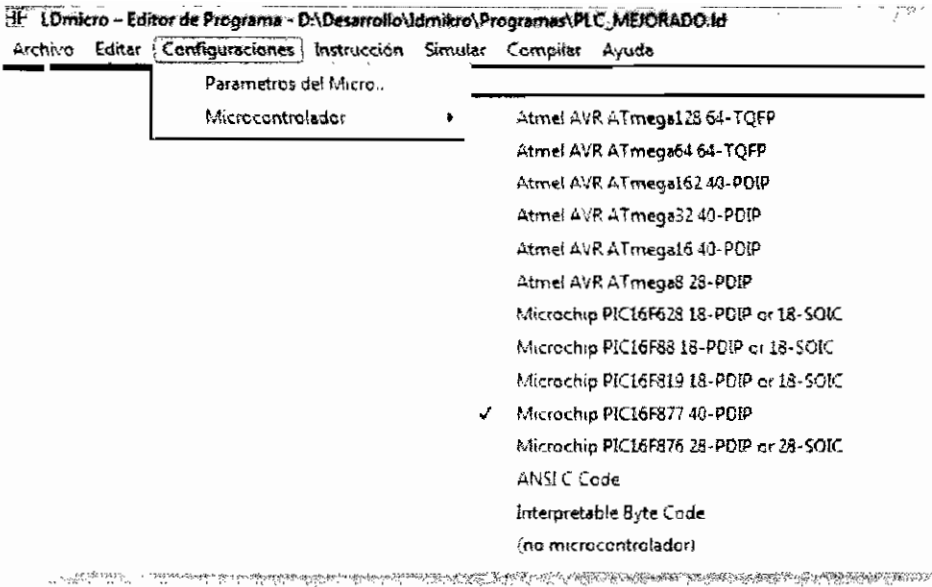 LDmicro - Editor de Programa - D:\Desarrollo\ldmikro\Programas\PLC_MEJORADO.ld
Archivo Editar Configuraciones Instrucción Simular Compilar Ayuda
Parametros del Micro..
Microcontrolador
Atmel AVR ATmega128 64-TQFP
Atmel AVR ATmega64 64-TQFP
Atmel AVR ATmega162 40-PDIP
Atmel AVR ATmega32 40-PDIP
Atmel AVR ATmega16 40-PDIP
Atmel AVR ATmega8 28-PDIP
Microchip PIC16F628 18-PDIP or 18-SOIC
Microchip PIC16F88 18-PDIP or 18-SOIC
Microchip PIC16F819 18-PDIP or 18-SOIC
✓ Microchip PIC16F877 40-PDIP
Microchip PIC16F876 28-PDIP or 28-SOIC
ANSI C Code
Interpretable Byte Code
(no microcontrolador)